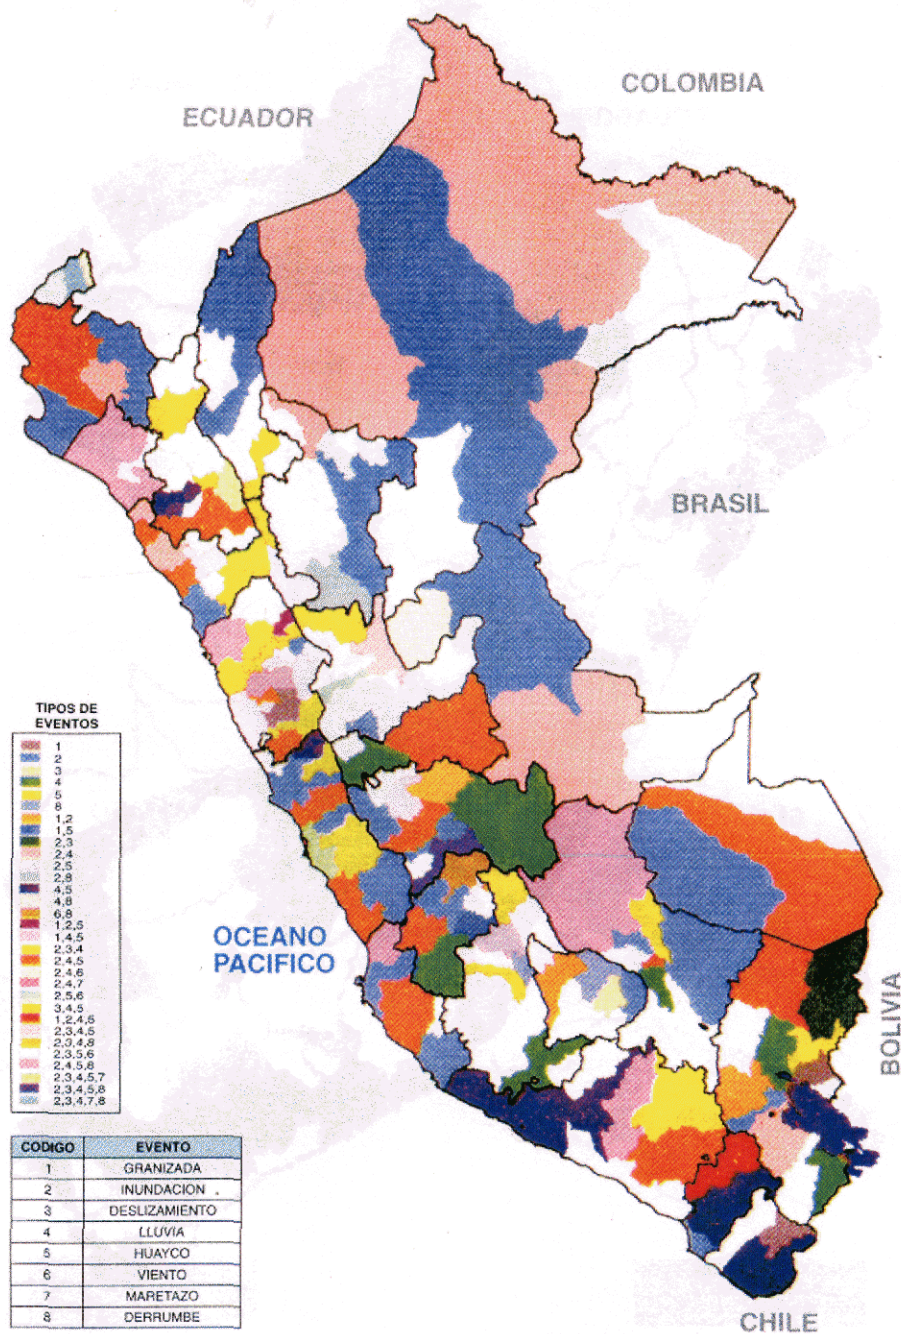 COLOMBIA
ECUADOR
BRASIL
TIPOS DE
EVENTOS
1
2
3
4
5
8
1,2
1,5
2,3
2,4
2,5
2,8
4,5
4,8
6,8
1,2,5
1,4,5
2,3,4
2,4,5
2,4,6
2,4,7
2,5,6
3,4,5
1,2,4,5
2,3,4,5
2,3,4,8
2,3,5,6
2,4,5,6
2,3,4,5,7
2,3,4,5,8
2,3,4,7,8
OCEANO
PACIFICO
BOLIVIA
CODIGO EVENTO
1 GRANIZADA
2 INUNDACION
3 DESLIZAMIENTO
4 LLUVIA
5 HUAYCO
6 VIENTO
7 MARETAZO
8 DERRUMBE
CHILE